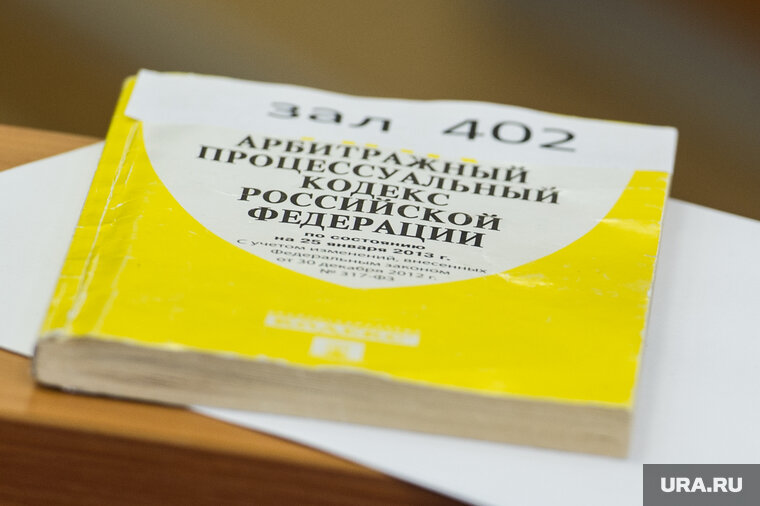 зал 402
АРБИТРАЖНЫЙ
ПРОЦЕССУАЛЬНЫЙ
КОДЕКС
РОССИЙСКОЙ
ФЕДЕРАЦИИ
по состоянию
на 25 января 2013 г.
С учетом изменений, внесенных
Федеральным законом
от 30 декабря 2012 г.
№ 317-ФЗ
URA.RU